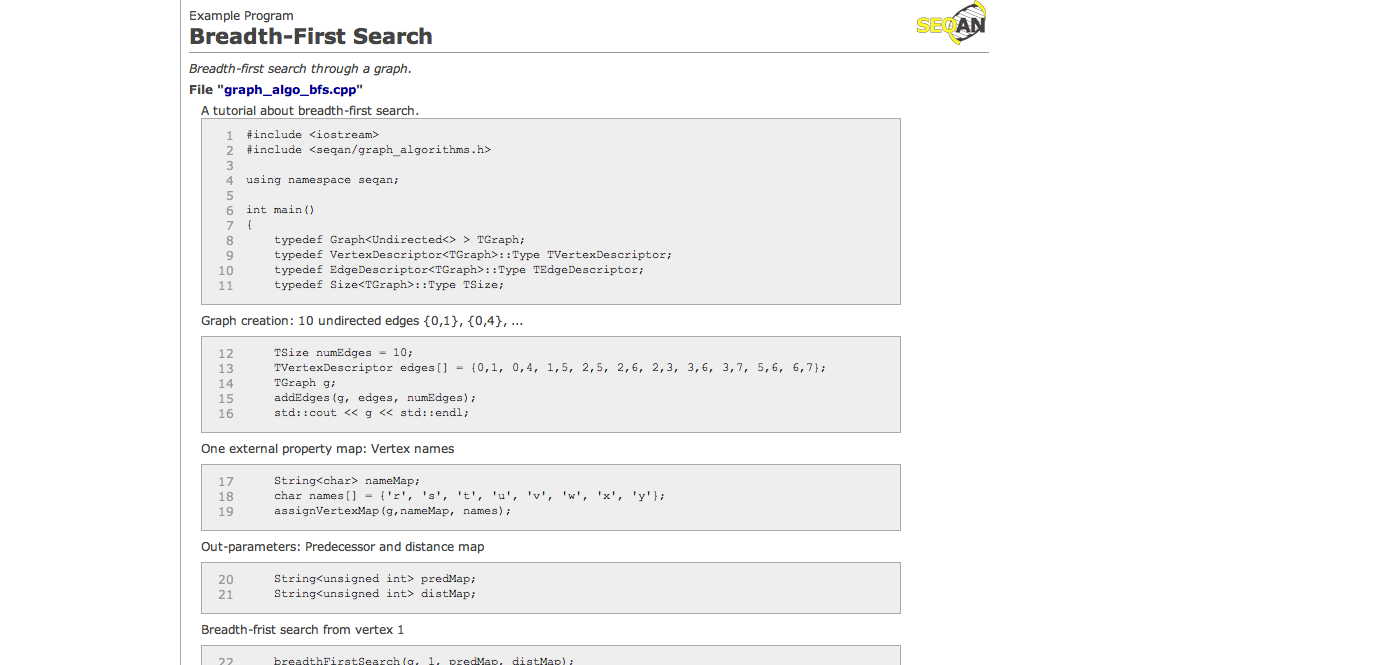 Example Program
SEQAN
Breadth-First Search
Breadth-first search through a graph.
File "graph_algo_bfs.cpp"
A tutorial about breadth-first search.
1 #include <iostream>
2 #include <seqan/graph_algorithms.h>
3
4 using namespace seqan;
5
6 int main()
7 {
8 typedef Graph<Undirected<> > TGraph;
9 typedef VertexDescriptor<TGraph>::Type TVertexDescriptor;
10 typedef EdgeDescriptor<TGraph>::Type TEdgeDescriptor;
11 typedef Size<TGraph>::Type TSize;
Graph creation: 10 undirected edges {0,1}, {0,4}, ...
12 TSize numEdges = 10;
13 TVertexDescriptor edges[] = {0,1, 0,4, 1,5, 2,5, 2,6, 2,3, 3,6, 3,7, 5,6, 6,7};
14 TGraph g;
15 addEdges(g, edges, numEdges);
16 std::cout << g << std::endl;
One external property map: Vertex names
17 String<char> nameMap;
18 char names[] = {'r', 's', 't', 'u', 'v', 'w', 'x', 'y'};
19 assignVertexMap(g,nameMap, names);
Out-parameters: Predecessor and distance map
20 String<unsigned int> predMap;
21 String<unsigned int> distMap;
Breadth-frist search from vertex 1
22 breadthFirstSearch(g, 1, predMap, distMap);